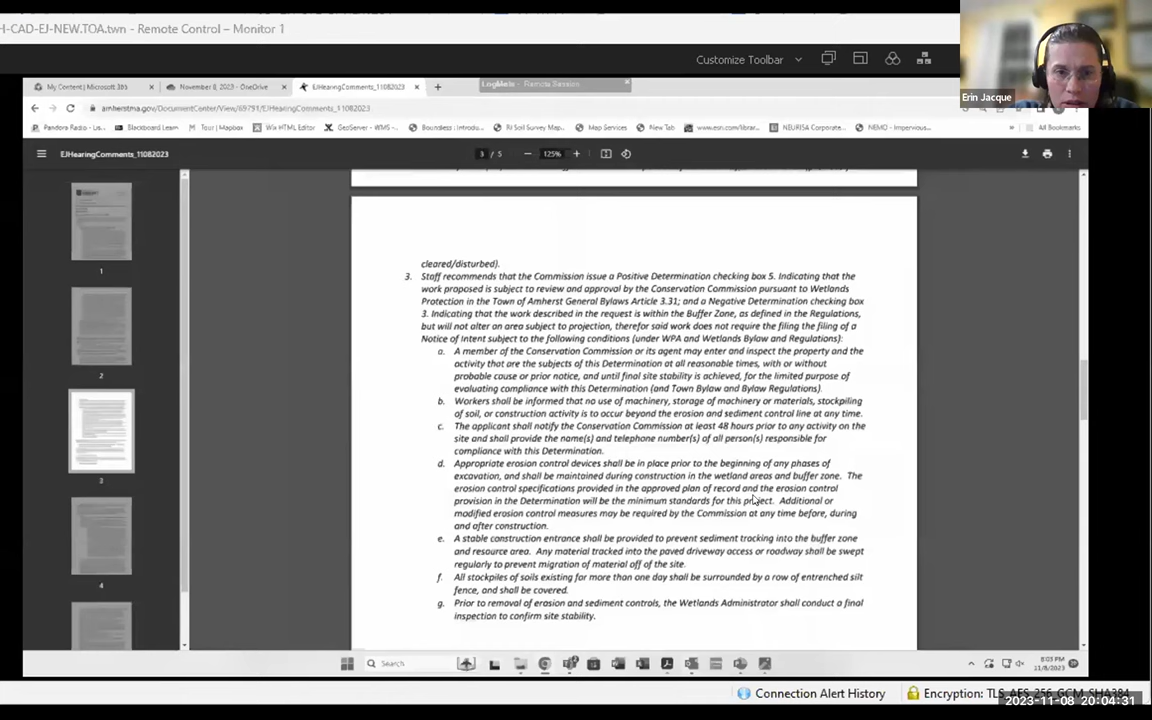 H-CAD-EJ-NEW.TOA.twn - Remote Control – Monitor 1
Customize Toolbar
Erin Jacque
My Content | Microsoft 365
November 8, 2023 - OneDrive
EJHearingComments_11082023
LogMeIn - Remote Session
amherstma.gov/DocumentCenter/View/69791/EJHearingComments_11082023
Pandora Radio - Lis...
Blackboard Learn
Tour | Mapbox
Wix HTML Editor
GeoServer - WMS -...
Boundless : Introdu...
RI Soil Survey Map...
Map Services
New Tab
www.esri.com/librar...
NEURISA Corporate...
NEMO - Impervious...
All Bookmarks
EJHearingComments_11082023
3 / 5
125%
cleared/disturbed).
3. Staff recommends that the Commission issue a Positive Determination checking box 5. Indicating that the
work proposed is subject to review and approval by the Conservation Commission pursuant to Wetlands
Protection in the Town of Amherst General Bylaws Article 3.31; and a Negative Determination checking box
3. Indicating that the work described in the request is within the Buffer Zone, as defined in the Regulations,
but will not alter an area subject to projection, therefor said work does not require the filing the filing of a
Notice of Intent subject to the following conditions (under WPA and Wetlands Bylaw and Regulations):
a. A member of the Conservation Commission or its agent may enter and inspect the property and the
activity that are the subjects of this Determination at all reasonable times, with or without
probable cause or prior notice, and until final site stability is achieved, for the limited purpose of
evaluating compliance with this Determination (and Town Bylaw and Bylaw Regulations).
b. Workers shall be informed that no use of machinery, storage of machinery or materials, stockpiling
of soil, or construction activity is to occur beyond the erosion and sediment control line at any time.
c. The applicant shall notify the Conservation Commission at least 48 hours prior to any activity on the
site and shall provide the name(s) and telephone number(s) of all person(s) responsible for
compliance with this Determination.
d. Appropriate erosion control devices shall be in place prior to the beginning of any phases of
excavation, and shall be maintained during construction in the wetland areas and buffer zone. The
erosion control specifications provided in the approved plan of record and the erosion control
provision in the Determination will be the minimum standards for this project. Additional or
modified erosion control measures may be required by the Commission at any time before, during
and after construction.
e. A stable construction entrance shall be provided to prevent sediment tracking into the buffer zone
and resource area. Any material tracked into the paved driveway access or roadway shall be swept
regularly to prevent migration of material off of the site.
f. All stockpiles of soils existing for more than one day shall be surrounded by a row of entrenched silt
fence, and shall be covered.
g. Prior to removal of erosion and sediment controls, the Wetlands Administrator shall conduct a final
inspection to confirm site stability.
1
2
3
4
Search
8:03 PM
11/8/2023
Connection Alert History
Encryption: TLS_AES_256_GCM_SHA384
2023-11-08 20:04:31